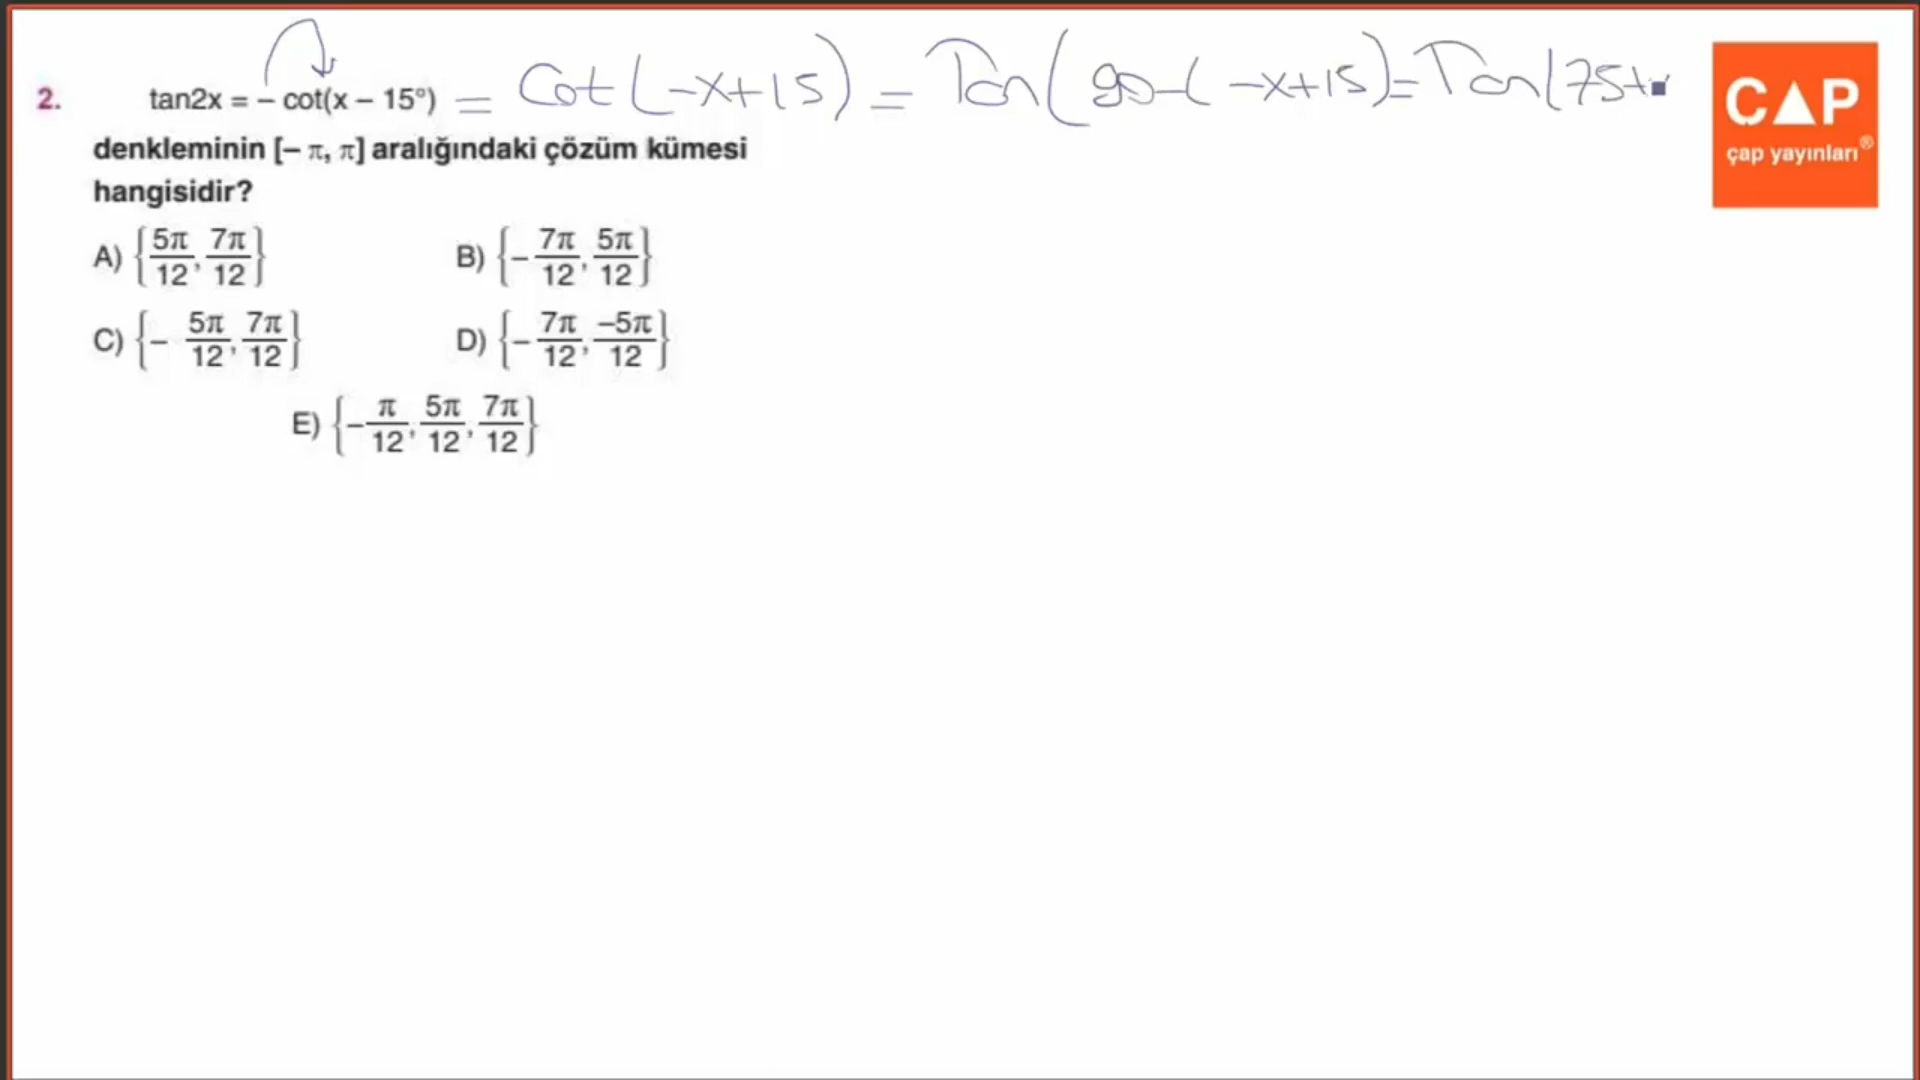 2. tan2x = – cot(x – 15°) = Cot(-x+15) = Tan(90-(-x+15)= Tan(75+
denkleminin [– π, π] aralığındaki çözüm kümesi
hangisidir?
A) {5π/12, 7π/12} B) {– 7π/12, 5π/12}
C) {– 5π/12, 7π/12} D) {– 7π/12, –5π/12}
E) {– π/12, 5π/12, 7π/12}
ÇAP
çap yayınları®